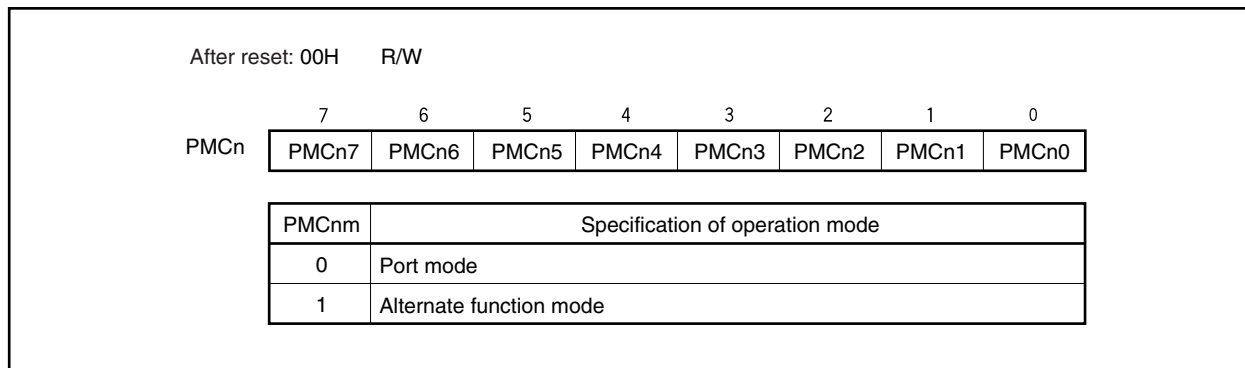 After reset: 00H R/W
7 6 5 4 3 2 1 0
PMCn PMCn7 PMCn6 PMCn5 PMCn4 PMCn3 PMCn2 PMCn1 PMCn0
PMCnm Specification of operation mode
0 Port mode
1 Alternate function mode